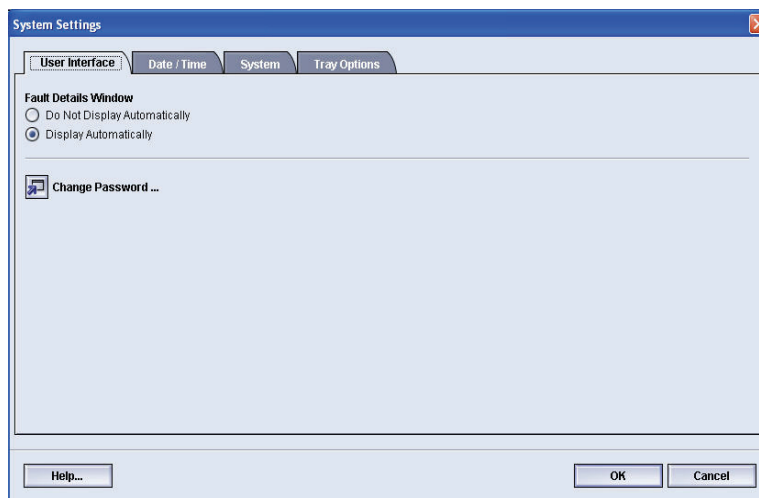 System Settings
User Interface Date / Time System Tray Options
Fault Details Window
Do Not Display Automatically
Display Automatically
Change Password ...
Help... OK Cancel